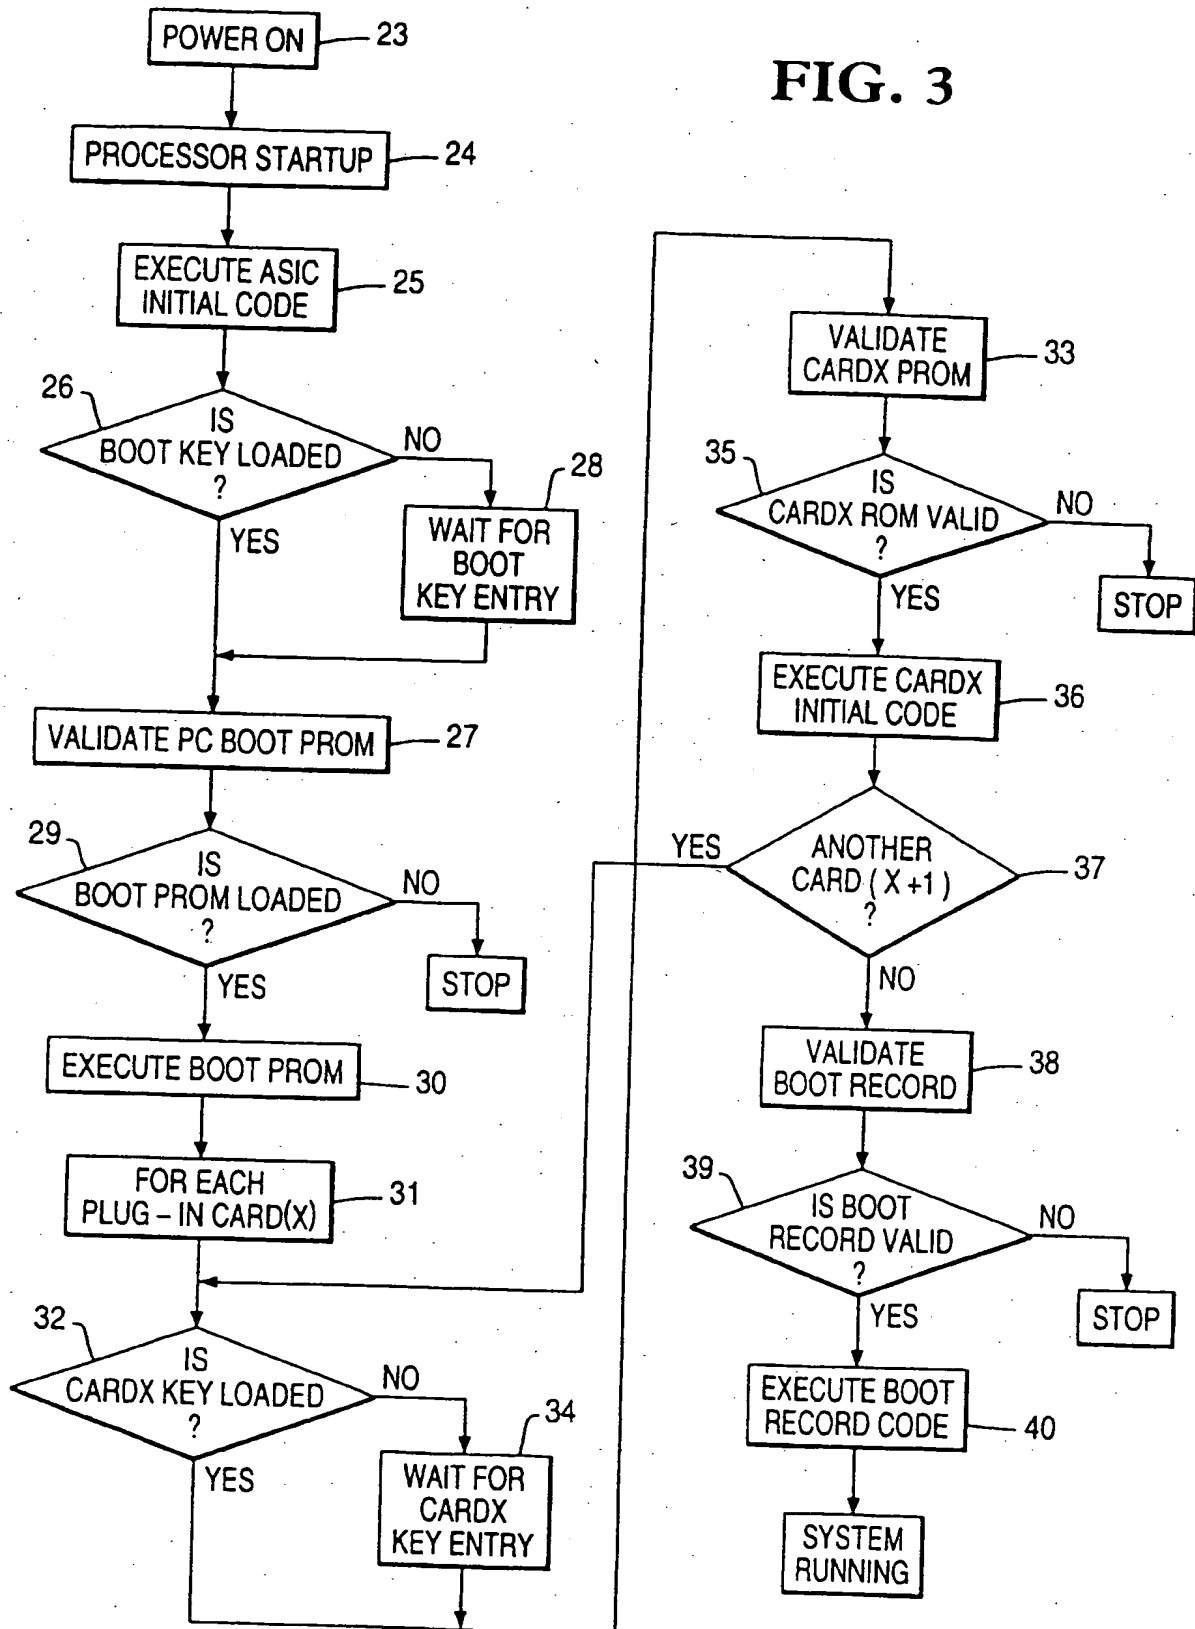 FIG. 3
POWER ON
23
PROCESSOR STARTUP
24
EXECUTE ASIC
INITIAL CODE
25
26
IS
BOOT KEY LOADED
?
NO
YES
28
WAIT FOR
BOOT
KEY ENTRY
VALIDATE PC BOOT PROM
27
29
IS
BOOT PROM LOADED
?
NO
YES
STOP
EXECUTE BOOT PROM
30
FOR EACH
PLUG – IN CARD(X)
31
32
IS
CARDX KEY LOADED
?
NO
YES
34
WAIT FOR
CARDX
KEY ENTRY
VALIDATE
CARDX PROM
33
35
IS
CARDX ROM VALID
?
NO
YES
STOP
EXECUTE CARDX
INITIAL CODE
36
YES
ANOTHER
CARD ( X +1 )
?
37
NO
VALIDATE
BOOT RECORD
38
39
IS BOOT
RECORD VALID
?
NO
YES
STOP
EXECUTE BOOT
RECORD CODE
40
SYSTEM
RUNNING